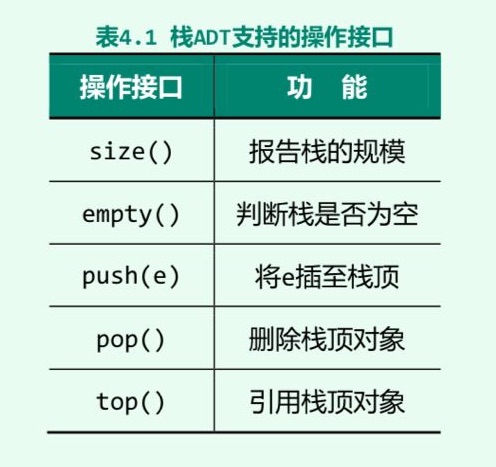 表4.1 栈ADT支持的操作接口
操作接口 功 能
size() 报告栈的规模
empty() 判断栈是否为空
push(e) 将e插至栈顶
pop() 删除栈顶对象
top() 引用栈顶对象